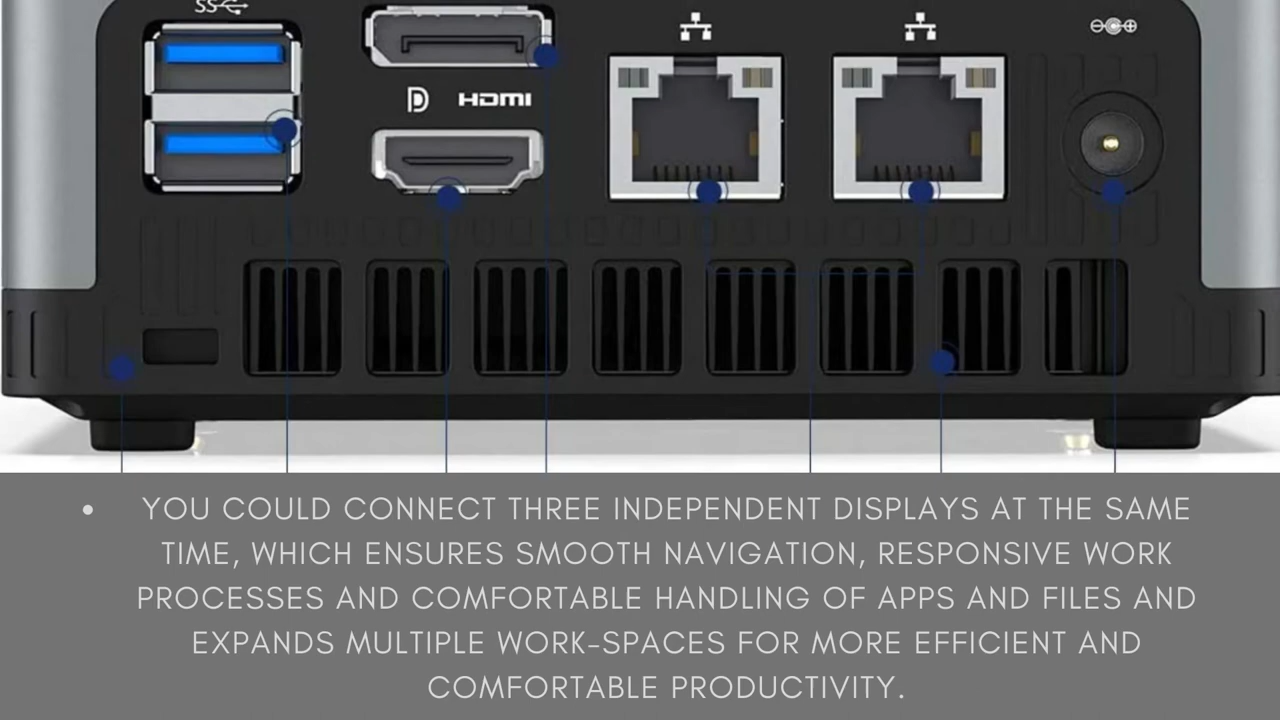 SS
HDMI
• YOU COULD CONNECT THREE INDEPENDENT DISPLAYS AT THE SAME
TIME, WHICH ENSURES SMOOTH NAVIGATION, RESPONSIVE WORK
PROCESSES AND COMFORTABLE HANDLING OF APPS AND FILES AND
EXPANDS MULTIPLE WORK-SPACES FOR MORE EFFICIENT AND
COMFORTABLE PRODUCTIVITY.